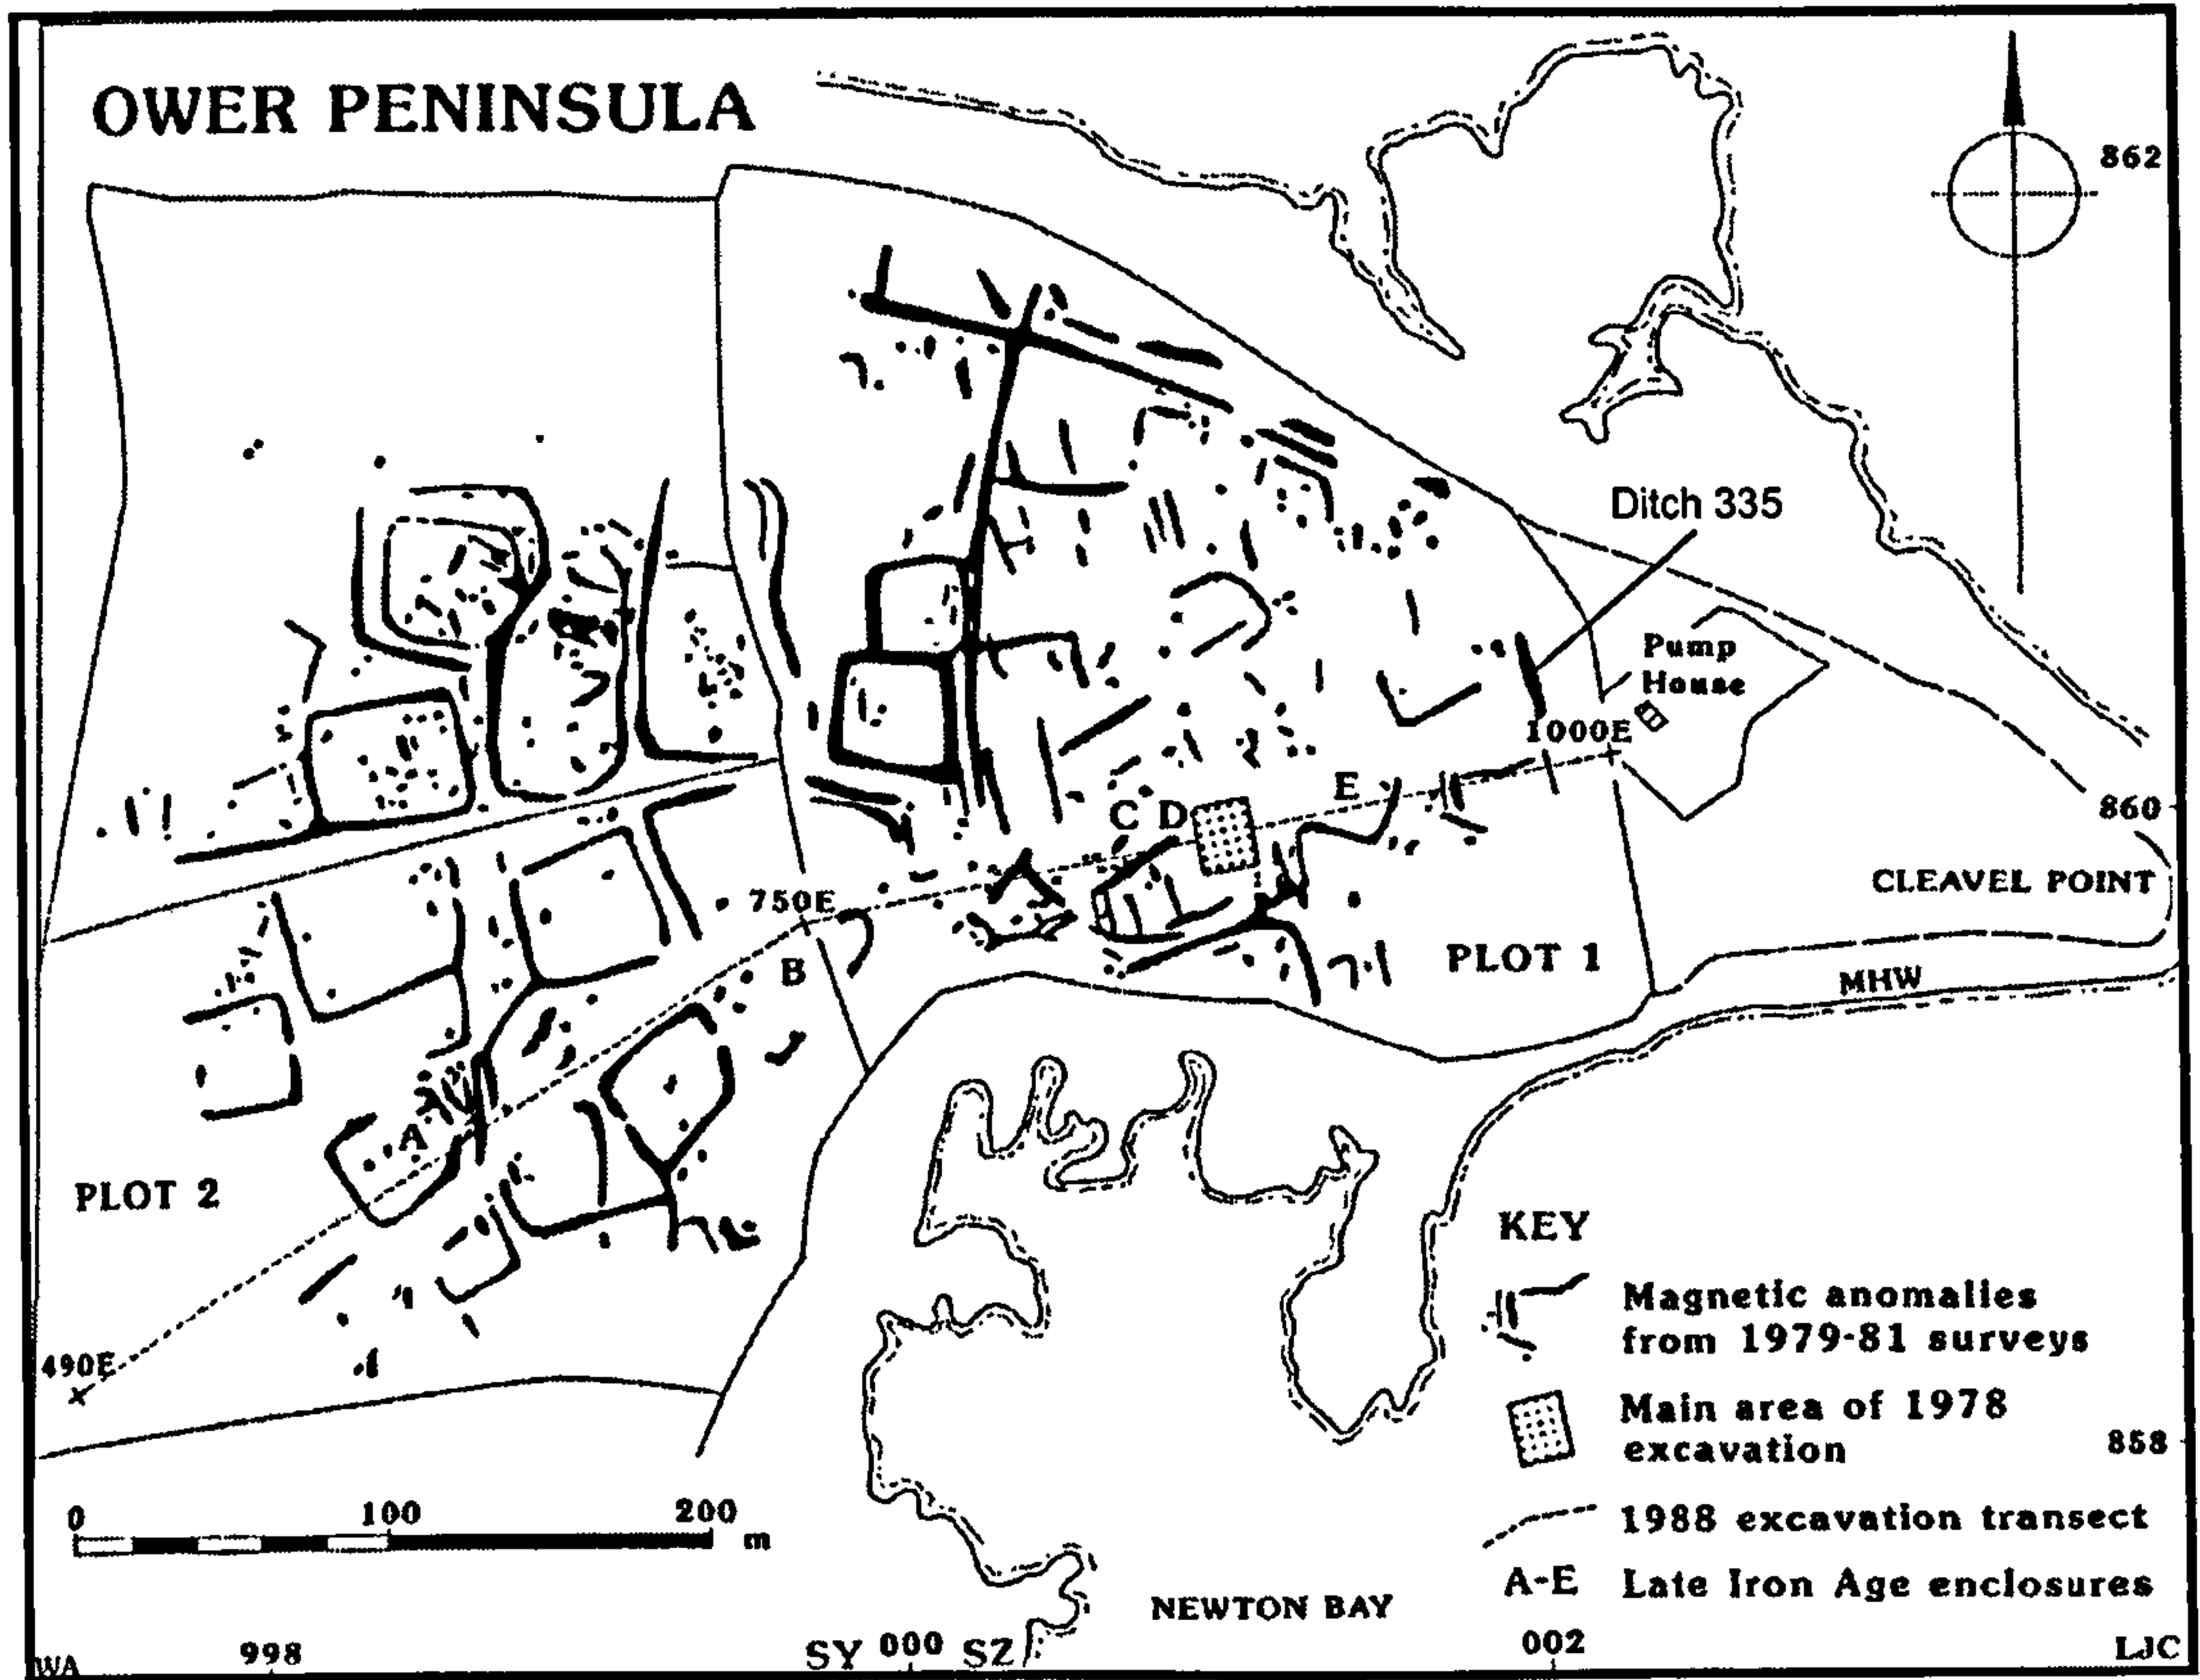 OWER PENINSULA
862
Ditch 335
Pump
House
1000E
C D E
860
CLEAVEL POINT
750E
B
PLOT 1
MHW
A
PLOT 2
490E
KEY
Magnetic anomalies
from 1979-81 surveys
Main area of 1978
excavation
858
1988 excavation transect
A-E Late Iron Age enclosures
0 100 200
m
NEWTON BAY
WA 998 SY 000 SZ 002 LJC